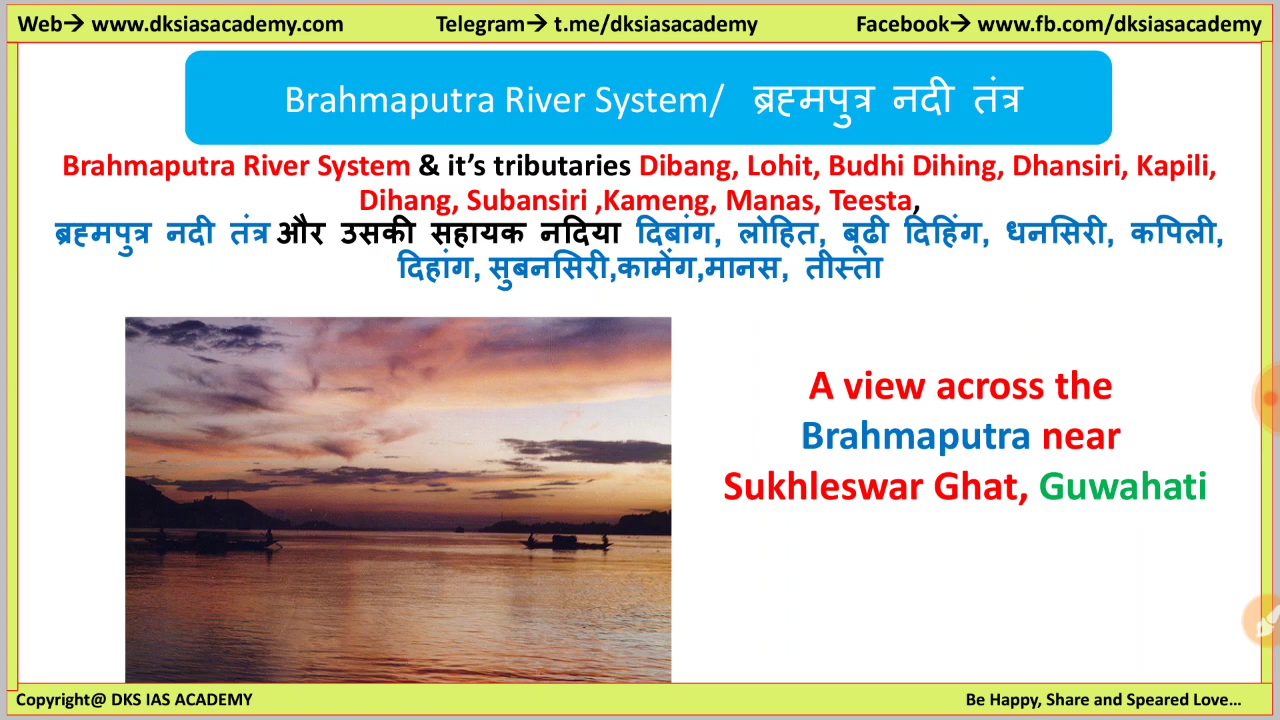 Web→ www.dksiasacademy.com Telegram→ t.me/dksiasacademy Facebook→ www.fb.com/dksiasacademy
Brahmaputra River System/ ब्रह्मपुत्र नदी तंत्र
Brahmaputra River System & it’s tributaries Dibang, Lohit, Budhi Dihing, Dhansiri, Kapili,
Dihang, Subansiri ,Kameng, Manas, Teesta,
ब्रह्मपुत्र नदी तंत्र और उसकी सहायक नदिया दिबांग, लोहित, बूढी दिहिंग, धनसिरी, कपिली,
दिहांग, सुबनसिरी,कामेंग,मानस, तीस्ता
A view across the
Brahmaputra near
Sukhleswar Ghat, Guwahati
Copyright@ DKS IAS ACADEMY Be Happy, Share and Speared Love…